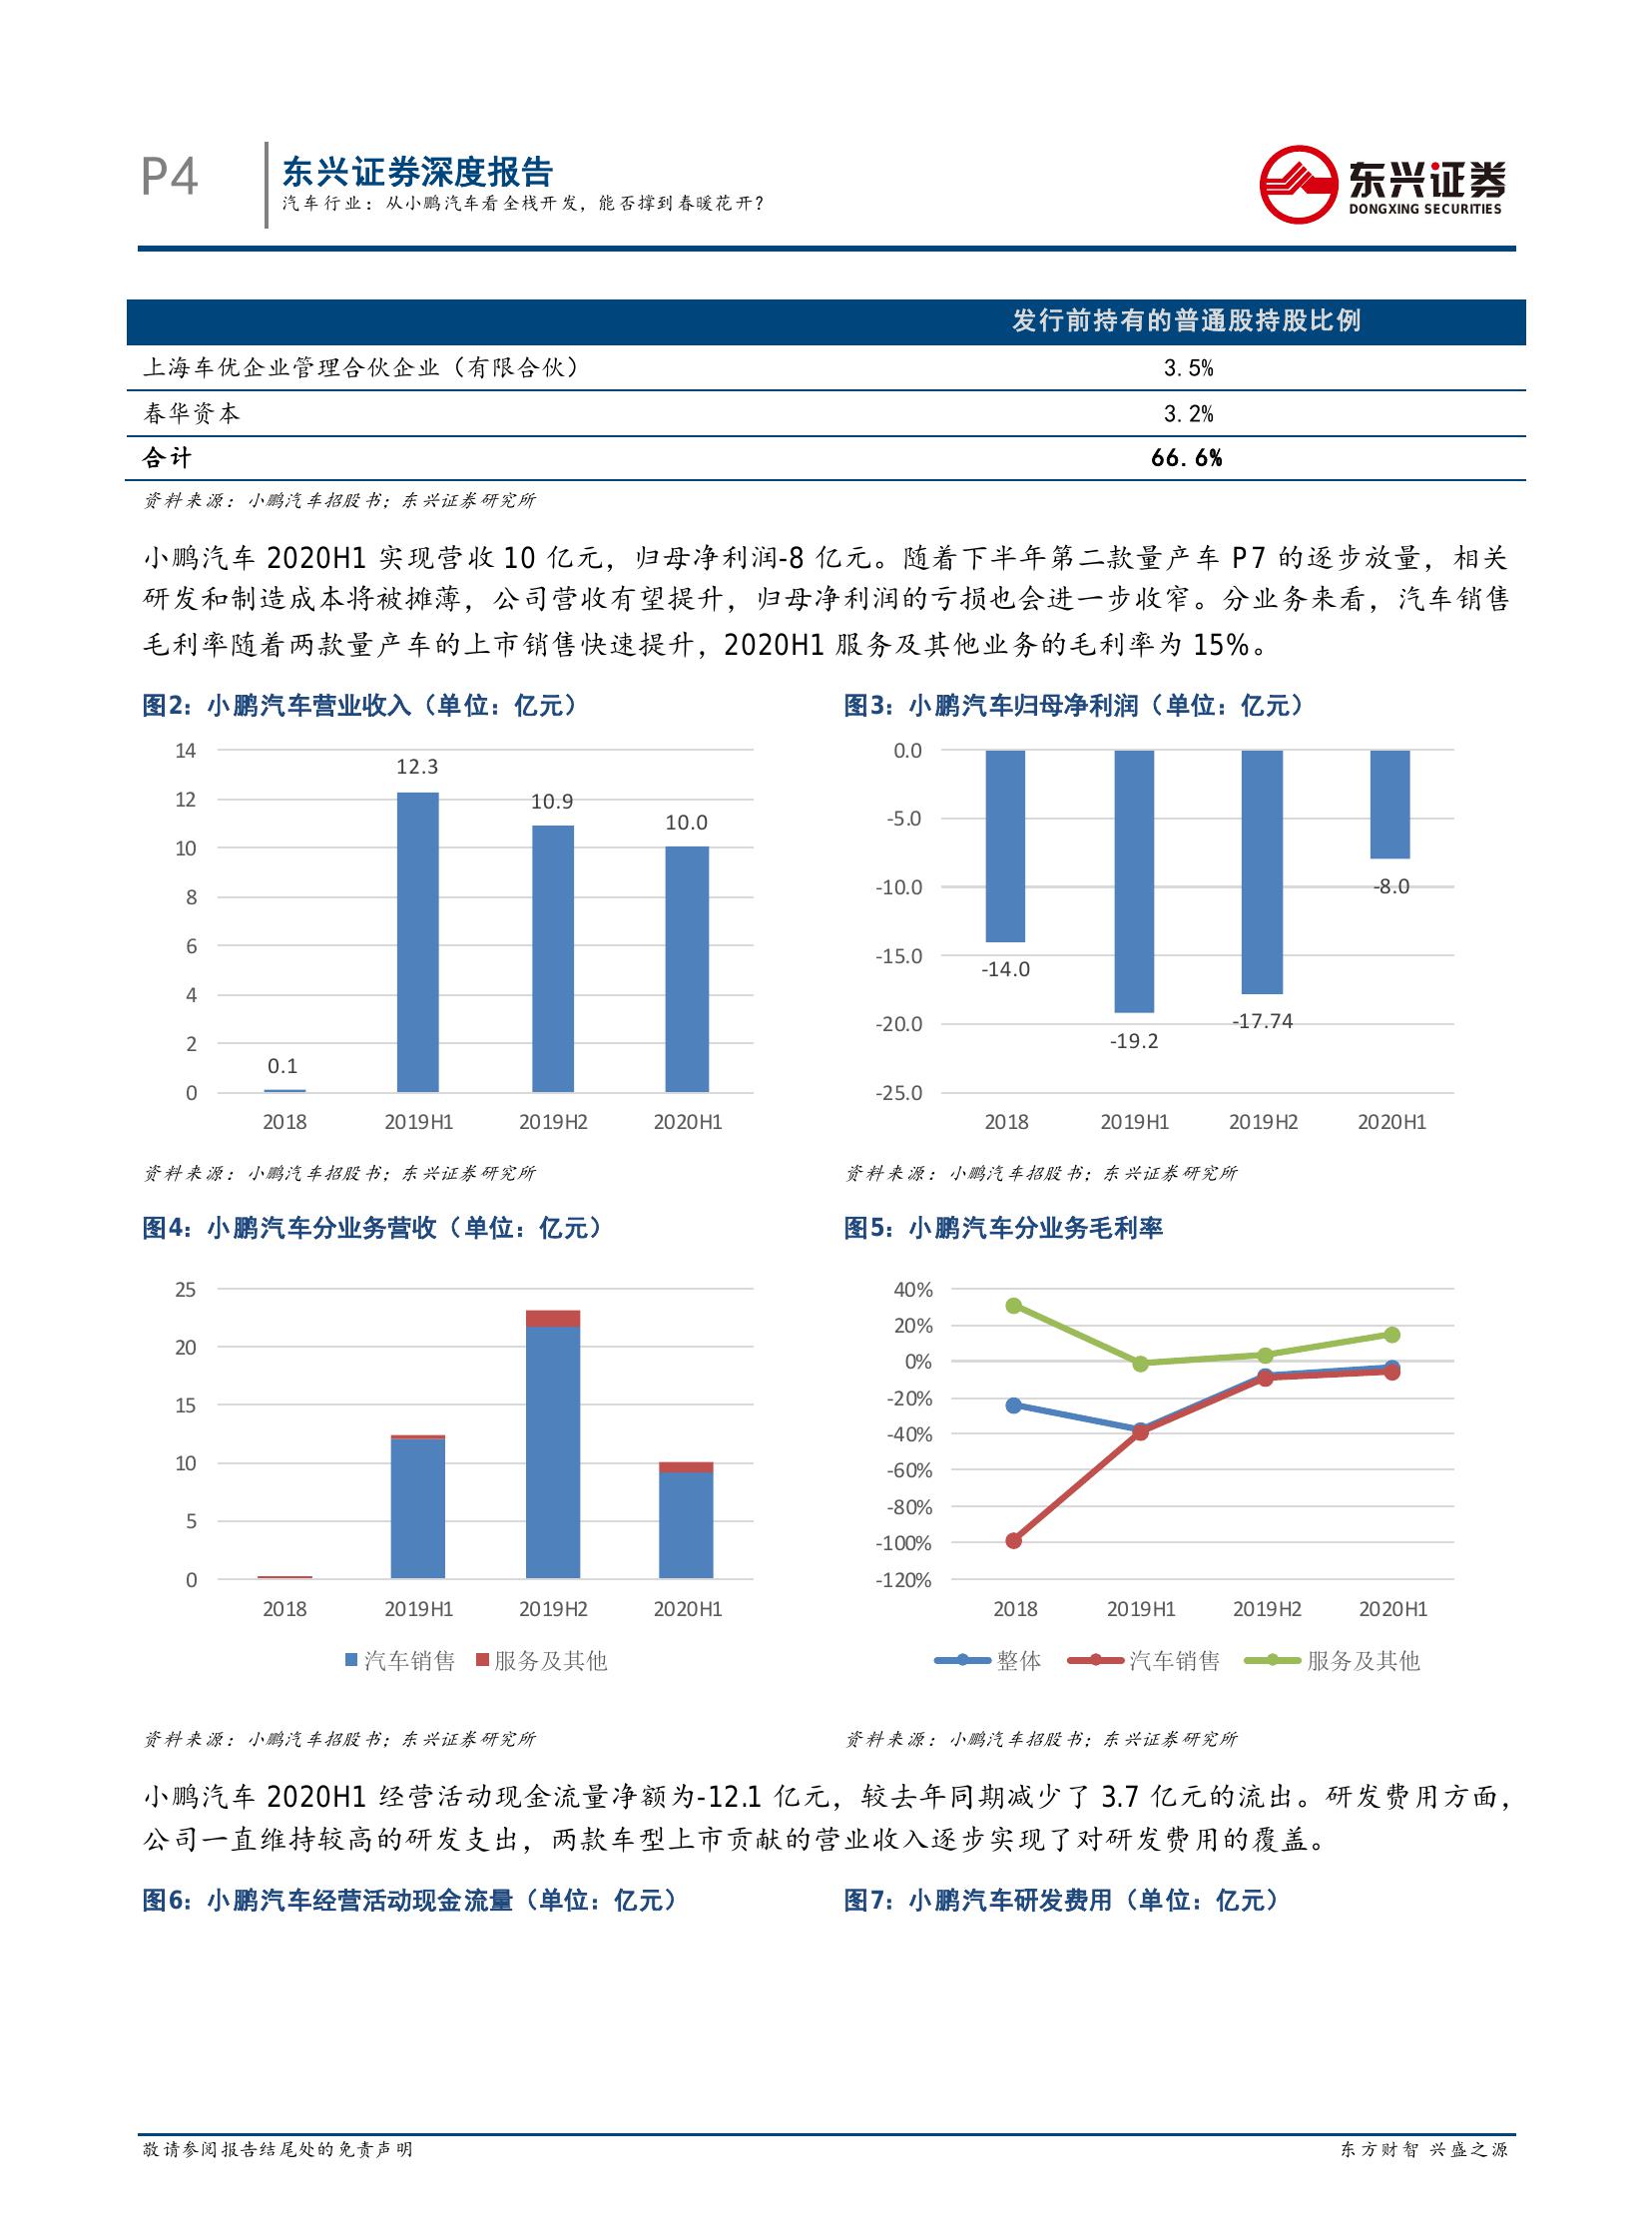 P4
东兴证券深度报告
汽车行业：从小鹏汽车看全栈开发，能否撑到春暖花开？
东兴证券
DONGXING SECURITIES
发行前持有的普通股持股比例
上海车优企业管理合伙企业（有限合伙） 3.5%
春华资本 3.2%
合计 66.6%
资料来源：小鹏汽车招股书；东兴证券研究所
小鹏汽车 2020H1 实现营收 10 亿元，归母净利润-8 亿元。随着下半年第二款量产车 P7 的逐步放量，相关
研发和制造成本将被摊薄，公司营收有望提升，归母净利润的亏损也会进一步收窄。分业务来看，汽车销售
毛利率随着两款量产车的上市销售快速提升，2020H1 服务及其他业务的毛利率为 15%。
图2：小鹏汽车营业收入（单位：亿元）
14
12
10
8
6
4
2
0
0.1
12.3
10.9
10.0
2018 2019H1 2019H2 2020H1
资料来源：小鹏汽车招股书；东兴证券研究所
图3：小鹏汽车归母净利润（单位：亿元）
0.0
-5.0
-10.0
-15.0
-20.0
-25.0
-14.0
-19.2
-17.74
-8.0
2018 2019H1 2019H2 2020H1
资料来源：小鹏汽车招股书；东兴证券研究所
图4：小鹏汽车分业务营收（单位：亿元）
25
20
15
10
5
0
2018 2019H1 2019H2 2020H1
汽车销售 服务及其他
资料来源：小鹏汽车招股书；东兴证券研究所
图5：小鹏汽车分业务毛利率
40%
20%
0%
-20%
-40%
-60%
-80%
-100%
-120%
2018 2019H1 2019H2 2020H1
整体 汽车销售 服务及其他
资料来源：小鹏汽车招股书；东兴证券研究所
小鹏汽车 2020H1 经营活动现金流量净额为-12.1 亿元，较去年同期减少了 3.7 亿元的流出。研发费用方面，
公司一直维持较高的研发支出，两款车型上市贡献的营业收入逐步实现了对研发费用的覆盖。
图6：小鹏汽车经营活动现金流量（单位：亿元）
图7：小鹏汽车研发费用（单位：亿元）
敬请参阅报告结尾处的免责声明
东方财智 兴盛之源